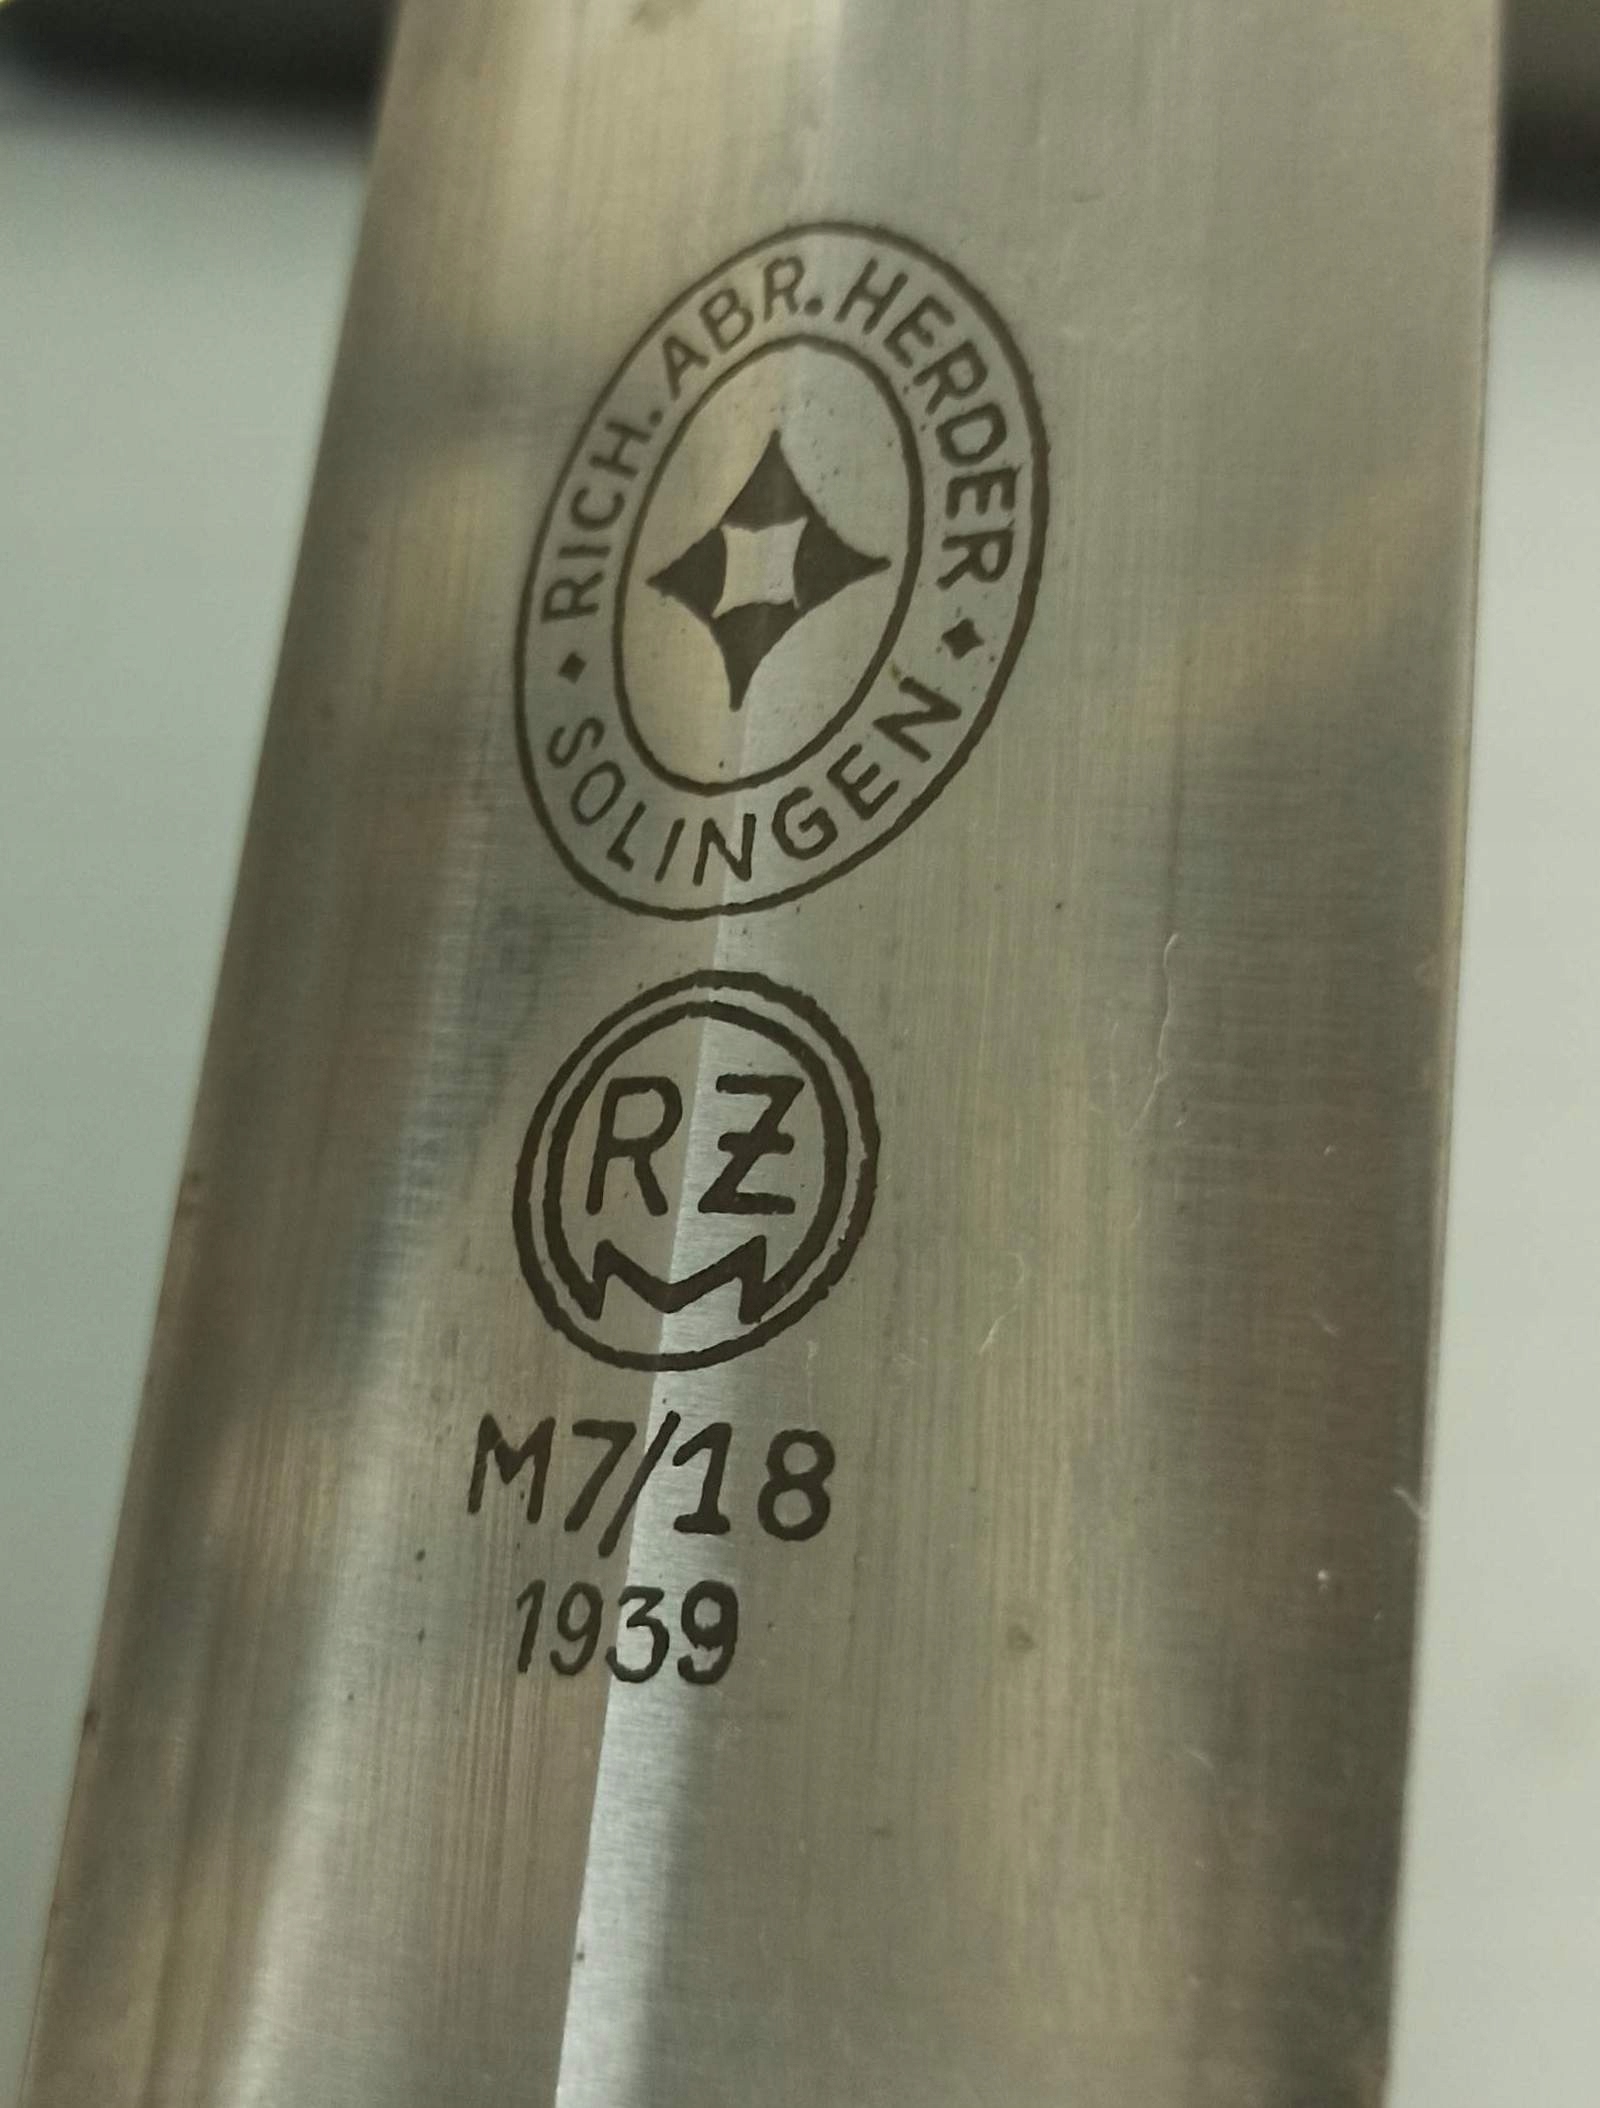 RICH. ABR. HERDER
SOLINGEN
RZM
M7/18
1939